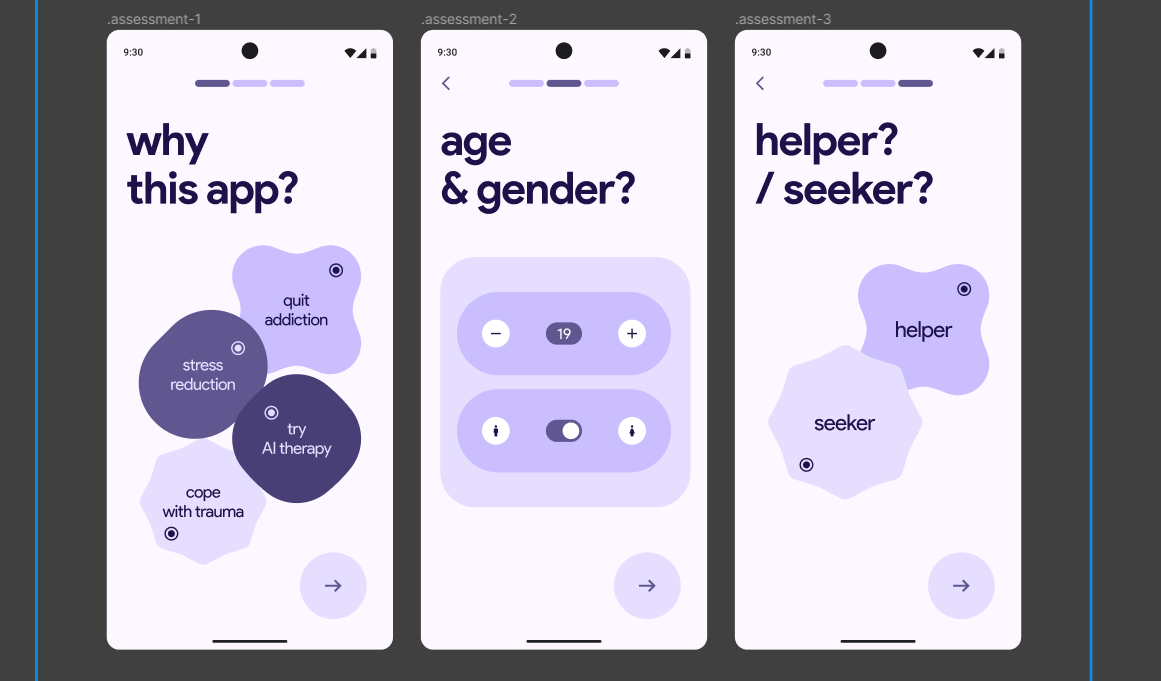 .assessment-1
9:30
why
this app?
quit
addiction
stress
reduction
try
AI therapy
cope
with trauma
.assessment-2
9:30
age
& gender?
19
.assessment-3
9:30
helper?
/ seeker?
helper
seeker